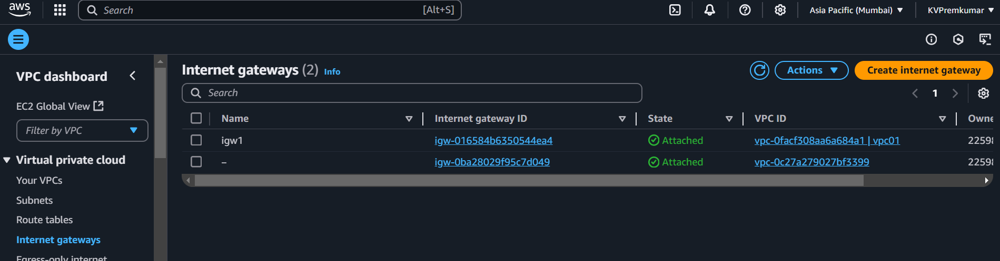 aws Search [Alt+S] Asia Pacific (Mumbai) KVPremkumar
VPC dashboard
EC2 Global View
Filter by VPC
Virtual private cloud
Your VPCs
Subnets
Route tables
Internet gateways
Egress-only internet
Internet gateways (2) Info Actions Create internet gateway
Search 1
Name Internet gateway ID State VPC ID Owne
igw1 igw-016584b6350544ea4 Attached vpc-0facf308aa6a684a1 | vpc01 22598
– igw-0ba28029f95c7d049 Attached vpc-0c27a279027bf3399 22598